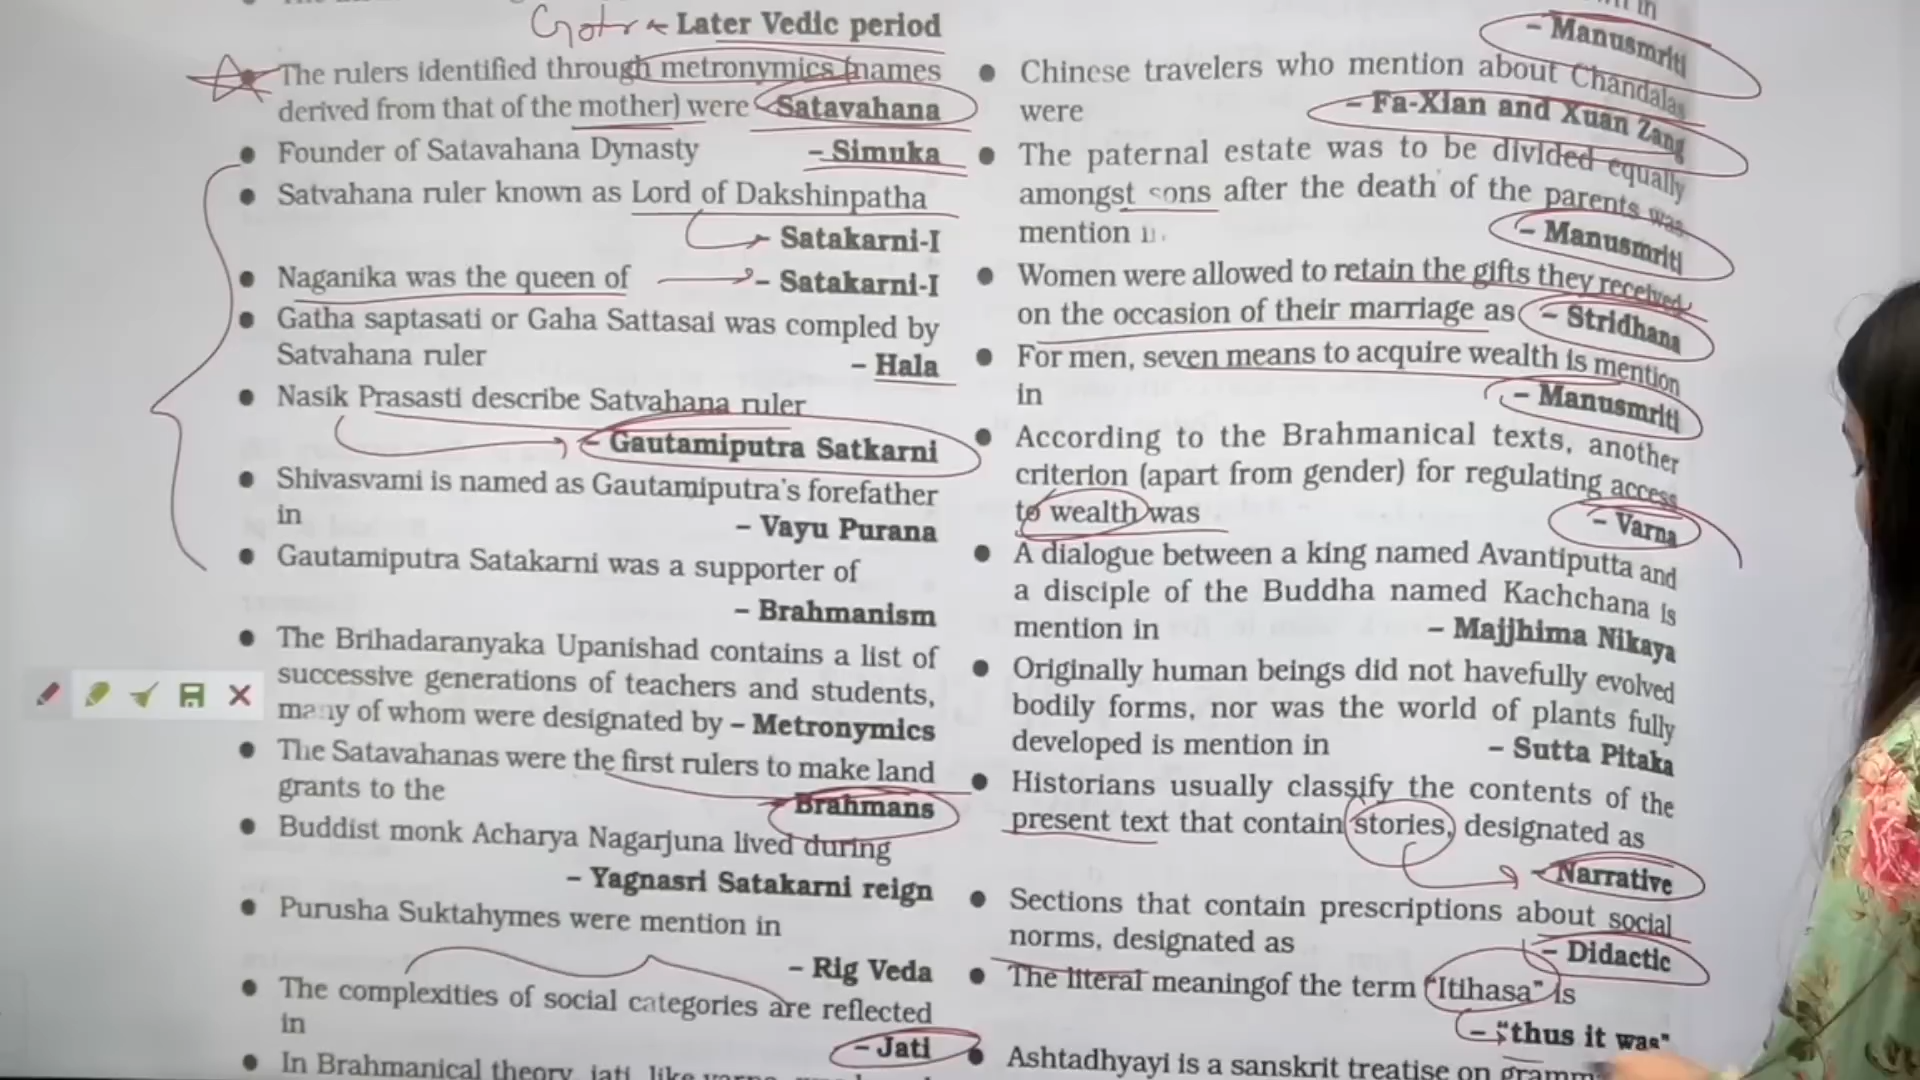 Gotra Later Vedic period
The rulers identified through metronymics (names
derived from that of the mother) were Satavahana
Founder of Satavahana Dynasty – Simuka
Satvahana ruler known as Lord of Dakshinpatha
– Satakarni-I
Naganika was the queen of – Satakarni-I
Gatha saptasati or Gaha Sattasai was compled by
Satvahana ruler – Hala
Nasik Prasasti describe Satvahana ruler
– Gautamiputra Satkarni
Shivasvami is named as Gautamiputra's forefather
in – Vayu Purana
Gautamiputra Satakarni was a supporter of
– Brahmanism
The Brihadaranyaka Upanishad contains a list of
successive generations of teachers and students,
many of whom were designated by – Metronymics
The Satavahanas were the first rulers to make land
grants to the Brahmans
Buddist monk Acharya Nagarjuna lived during
– Yagnasri Satakarni reign
Purusha Suktahymes were mention in
– Rig Veda
The complexities of social categories are reflected
in – Jati
In Brahmanical theory, jati, like varna,
in
– Manusmriti
Chinese travelers who mention about Chandalas
were – Fa-Xian and Xuan Zang
The paternal estate was to be divided equally
amongst sons after the death of the parents was
mention – Manusmriti
Women were allowed to retain the gifts they received
on the occasion of their marriage as – Stridhana
For men, seven means to acquire wealth is mention
in – Manusmriti
According to the Brahmanical texts, another
criterion (apart from gender) for regulating access
to wealth was – Varna
A dialogue between a king named Avantiputta and
a disciple of the Buddha named Kachchana is
mention in – Majjhima Nikaya
Originally human beings did not havefully evolved
bodily forms, nor was the world of plants fully
developed is mention in – Sutta Pitaka
Historians usually classify the contents of the
present text that contain stories, designated as
– Narrative
Sections that contain prescriptions about social
norms, designated as – Didactic
The literal meaningof the term "Itihasa" is
– "thus it was"
Ashtadhyayi is a sanskrit treatise on